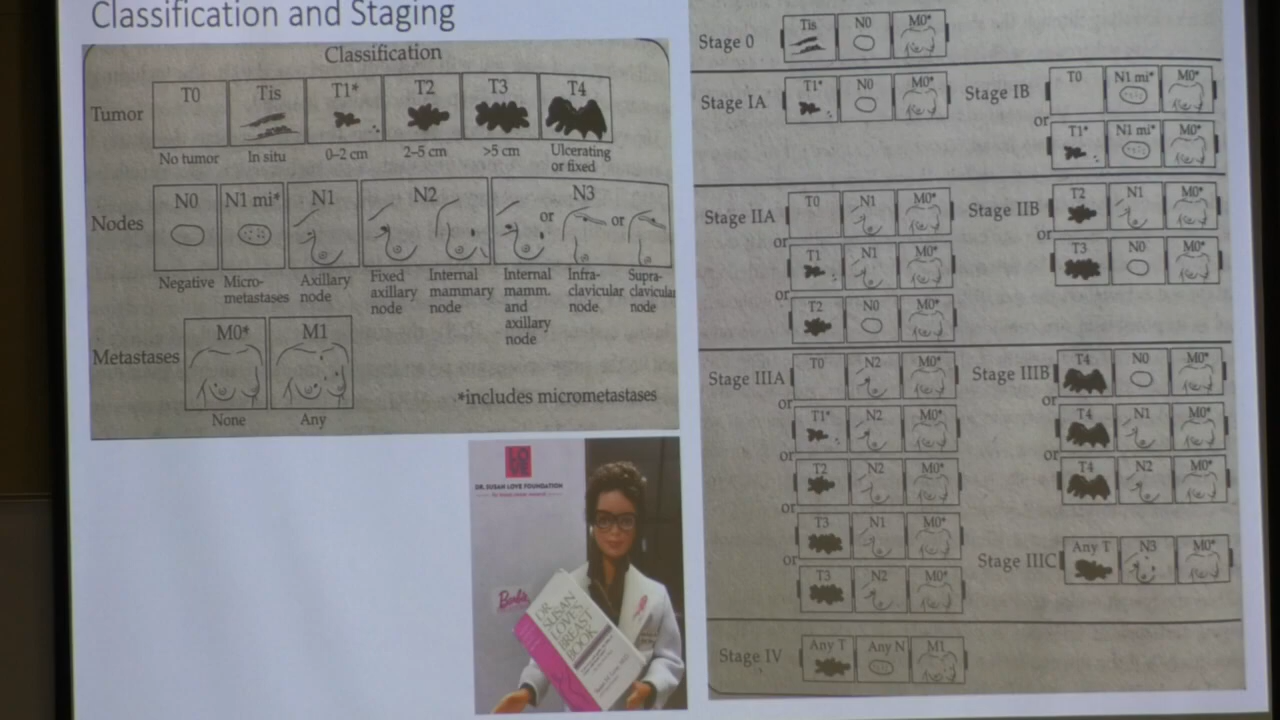 Classification and Staging
Classification
Tumor
T0
Tis
T1*
T2
T3
T4
No tumor
In situ
0–2 cm
2–5 cm
>5 cm
Ulcerating
or fixed
Nodes
N0
N1 mi*
N1
N2
N3
or
or
Negative
Micro-
metastases
Axillary
node
Fixed
axillary
node
Internal
mammary
node
Internal
mamm.
and
axillary
node
Infra-
clavicular
node
Supra-
clavicular
node
Metastases
M0*
M1
None
Any
*includes micrometastases
LOVE
DR. SUSAN LOVE FOUNDATION
Barbie
DR.
SUSAN
LOVE'S
BREAST
BOOK
Stage 0
Tis N0 M0*
Stage IA
T1* N0 M0*
Stage IB
T0 N1 mi* M0*
or
T1* N1 mi* M0*
Stage IIA
T0 N1 M0*
or
T1 N1 M0*
or
T2 N0 M0*
Stage IIB
T2 N1 M0*
or
T3 N0 M0*
Stage IIIA
T0 N2 M0*
or
T1* N2 M0*
or
T2 N2 M0*
or
T3 N1 M0*
or
T3 N2 M0*
Stage IIIB
T4 N0 M0*
or
T4 N1 M0*
or
T4 N2 M0*
Stage IIIC
Any T N3 M0*
Stage IV
Any T Any N M1